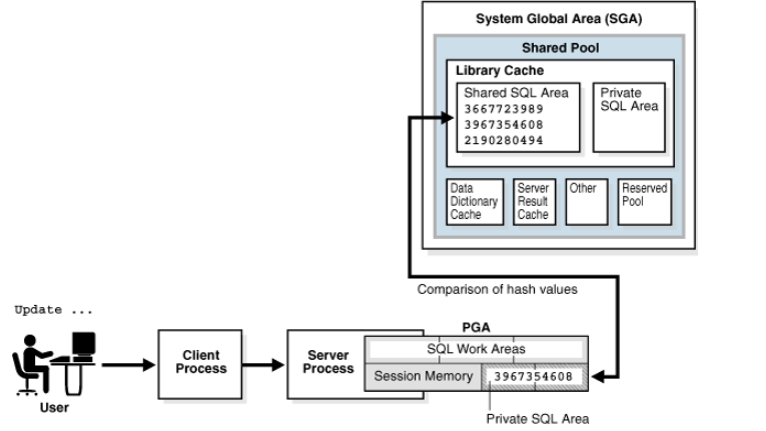 System Global Area (SGA)
Shared Pool
Library Cache
Shared SQL Area
3667723989
3967354608
2190280494
Private
SQL Area
Data
Dictionary
Cache
Server
Result
Cache
Other
Reserved
Pool
Comparison of hash values
Update ...
User
Client
Process
Server
Process
PGA
SQL Work Areas
Session Memory
3967354608
Private SQL Area